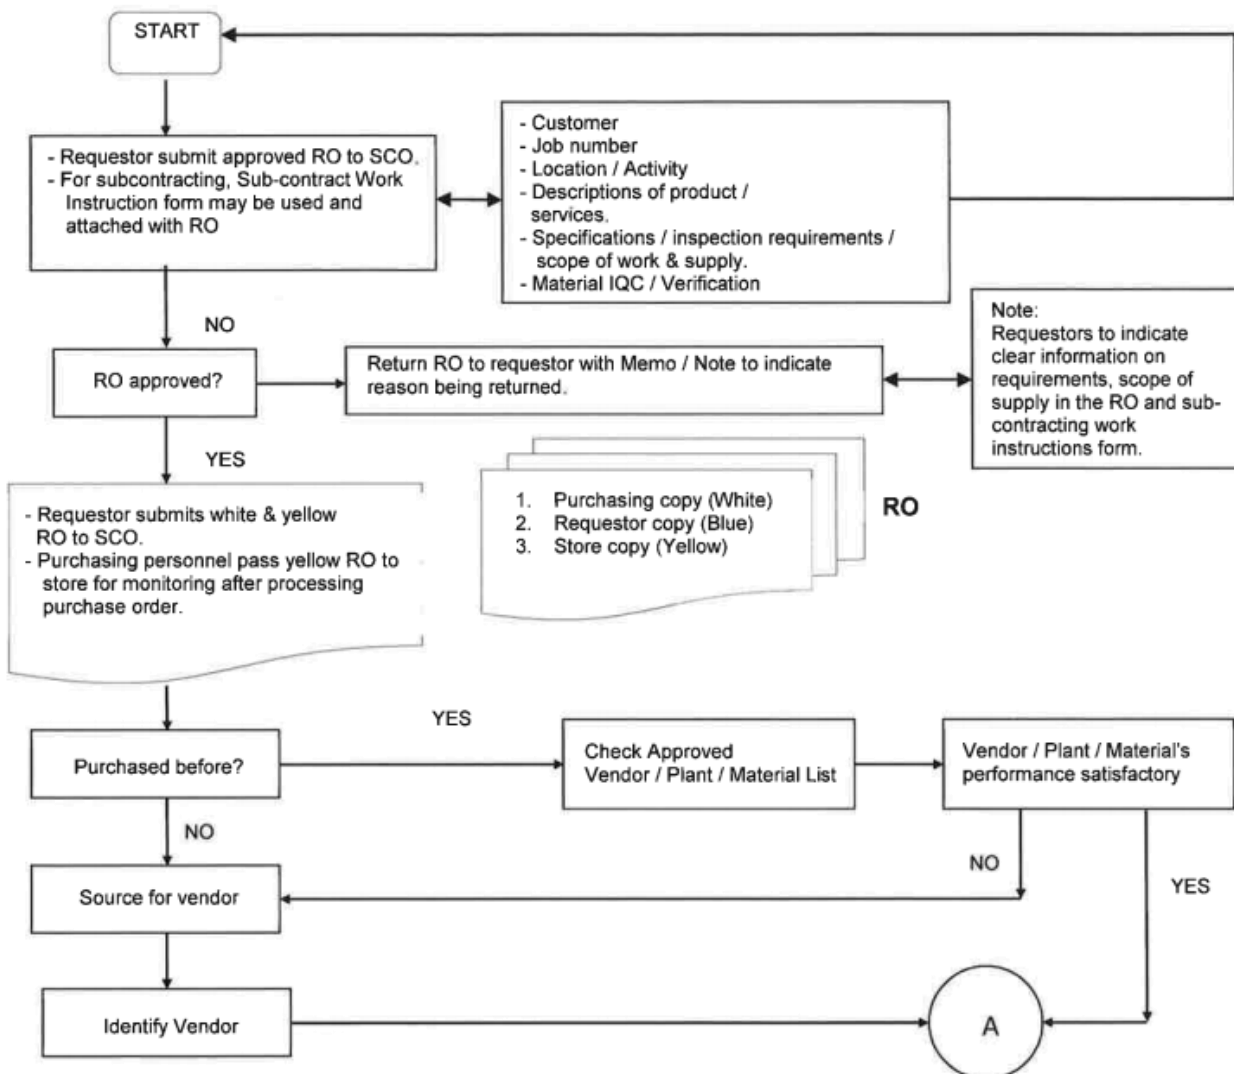 START
- Requestor submit approved RO to SCO.
- For subcontracting, Sub-contract Work
Instruction form may be used and
attached with RO
- Customer
- Job number
- Location / Activity
- Descriptions of product /
services.
- Specifications / inspection requirements /
scope of work & supply.
- Material IQC / Verification
NO
RO approved?
Return RO to requestor with Memo / Note to indicate
reason being returned.
Note:
Requestors to indicate
clear information on
requirements, scope of
supply in the RO and sub-
contracting work
instructions form.
YES
- Requestor submits white & yellow
RO to SCO.
- Purchasing personnel pass yellow RO to
store for monitoring after processing
purchase order.
1. Purchasing copy (White)
2. Requestor copy (Blue)
3. Store copy (Yellow)
RO
Purchased before?
YES
Check Approved
Vendor / Plant / Material List
Vendor / Plant / Material's
performance satisfactory
NO
NO
YES
Source for vendor
Identify Vendor
A